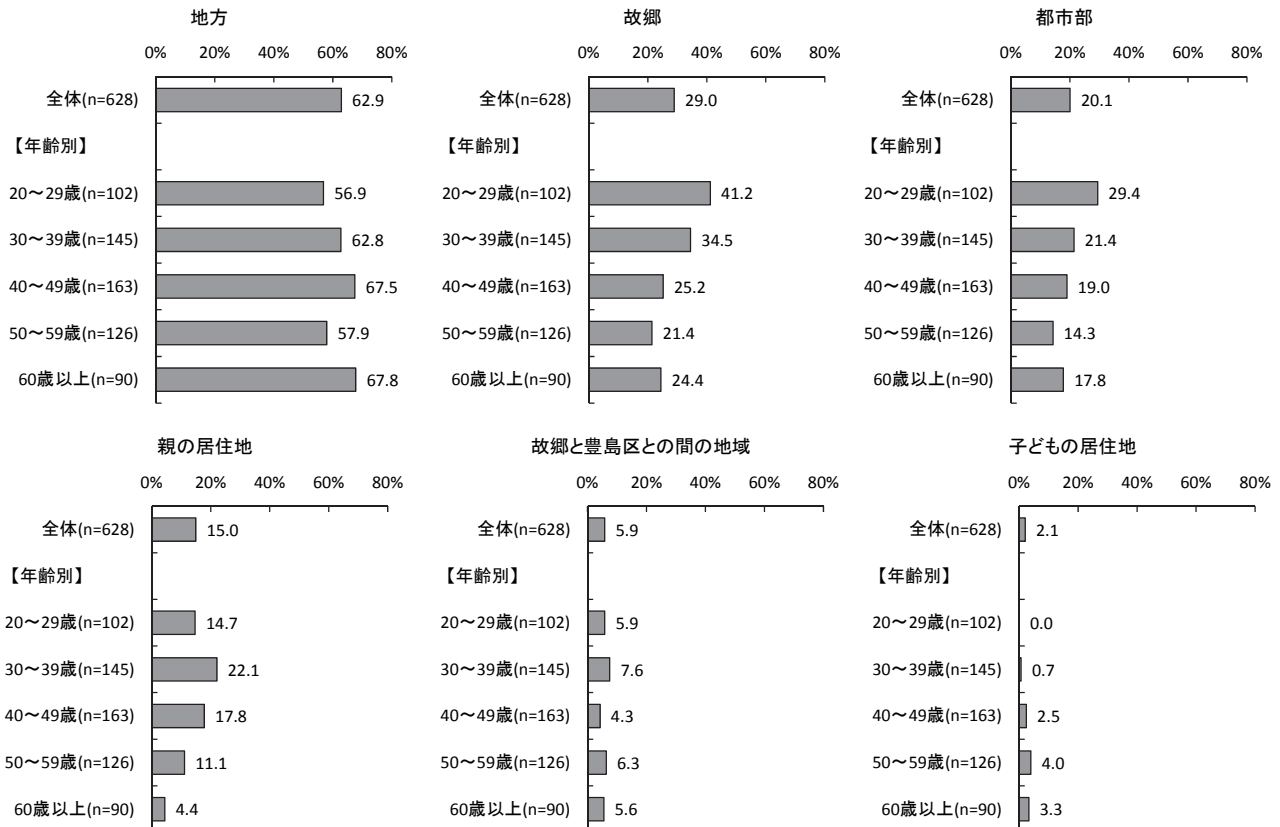 地方
0% 20% 40% 60% 80%
全体(n=628) 62.9
【年齢別】
20～29歳(n=102) 56.9
30～39歳(n=145) 62.8
40～49歳(n=163) 67.5
50～59歳(n=126) 57.9
60歳以上(n=90) 67.8
故郷
0% 20% 40% 60% 80%
全体(n=628) 29.0
【年齢別】
20～29歳(n=102) 41.2
30～39歳(n=145) 34.5
40～49歳(n=163) 25.2
50～59歳(n=126) 21.4
60歳以上(n=90) 24.4
都市部
0% 20% 40% 60% 80%
全体(n=628) 20.1
【年齢別】
20～29歳(n=102) 29.4
30～39歳(n=145) 21.4
40～49歳(n=163) 19.0
50～59歳(n=126) 14.3
60歳以上(n=90) 17.8
親の居住地
0% 20% 40% 60% 80%
全体(n=628) 15.0
【年齢別】
20～29歳(n=102) 14.7
30～39歳(n=145) 22.1
40～49歳(n=163) 17.8
50～59歳(n=126) 11.1
60歳以上(n=90) 4.4
故郷と豊島区との間の地域
0% 20% 40% 60% 80%
全体(n=628) 5.9
【年齢別】
20～29歳(n=102) 5.9
30～39歳(n=145) 7.6
40～49歳(n=163) 4.3
50～59歳(n=126) 6.3
60歳以上(n=90) 5.6
子どもの居住地
0% 20% 40% 60% 80%
全体(n=628) 2.1
【年齢別】
20～29歳(n=102) 0.0
30～39歳(n=145) 0.7
40～49歳(n=163) 2.5
50～59歳(n=126) 4.0
60歳以上(n=90) 3.3